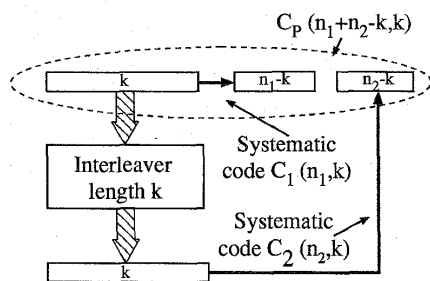 C_P (n_1+n_2-k,k)
k
n_1-k
n_2-k
Systematic
code C_1 (n_1,k)
Interleaver
length k
Systematic
code C_2 (n_2,k)
k